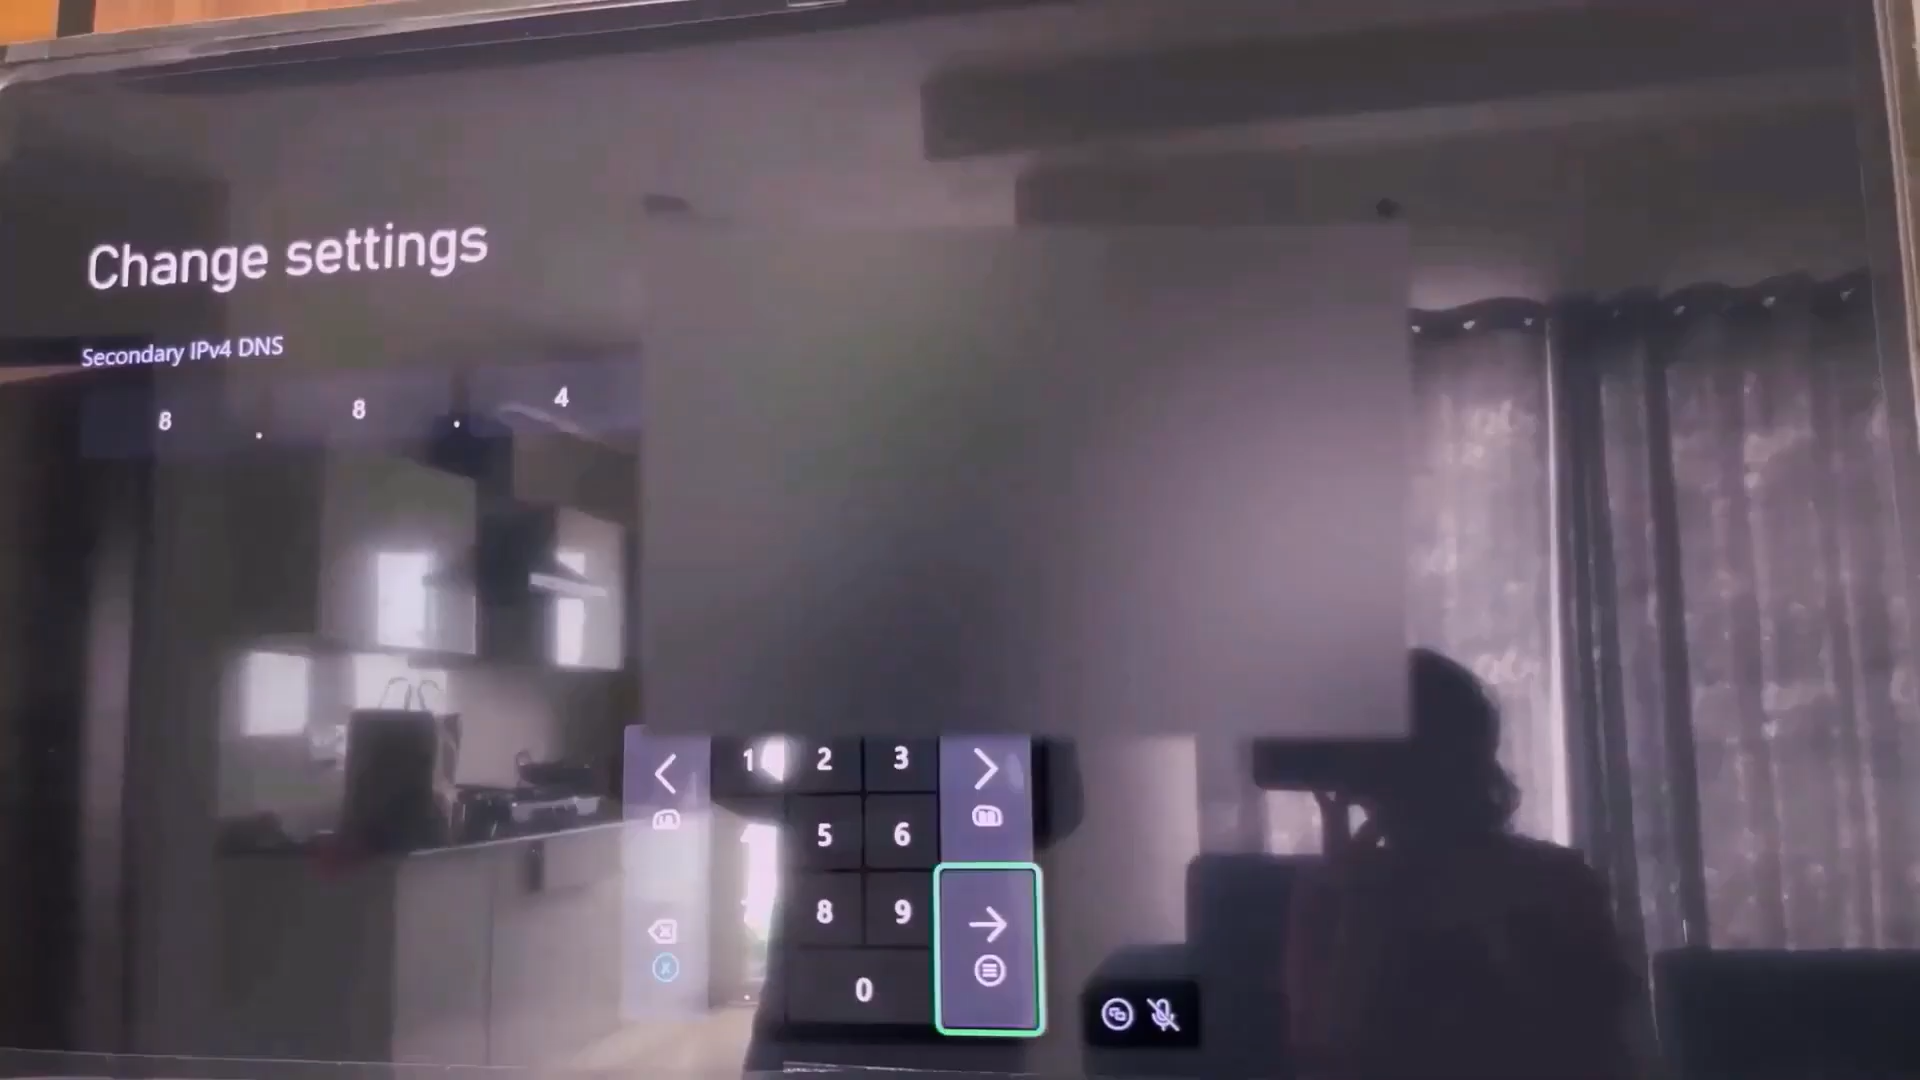 Change settings
Secondary IPv4 DNS
8 . 8 . 4
1 2 3
5 6
8 9
0